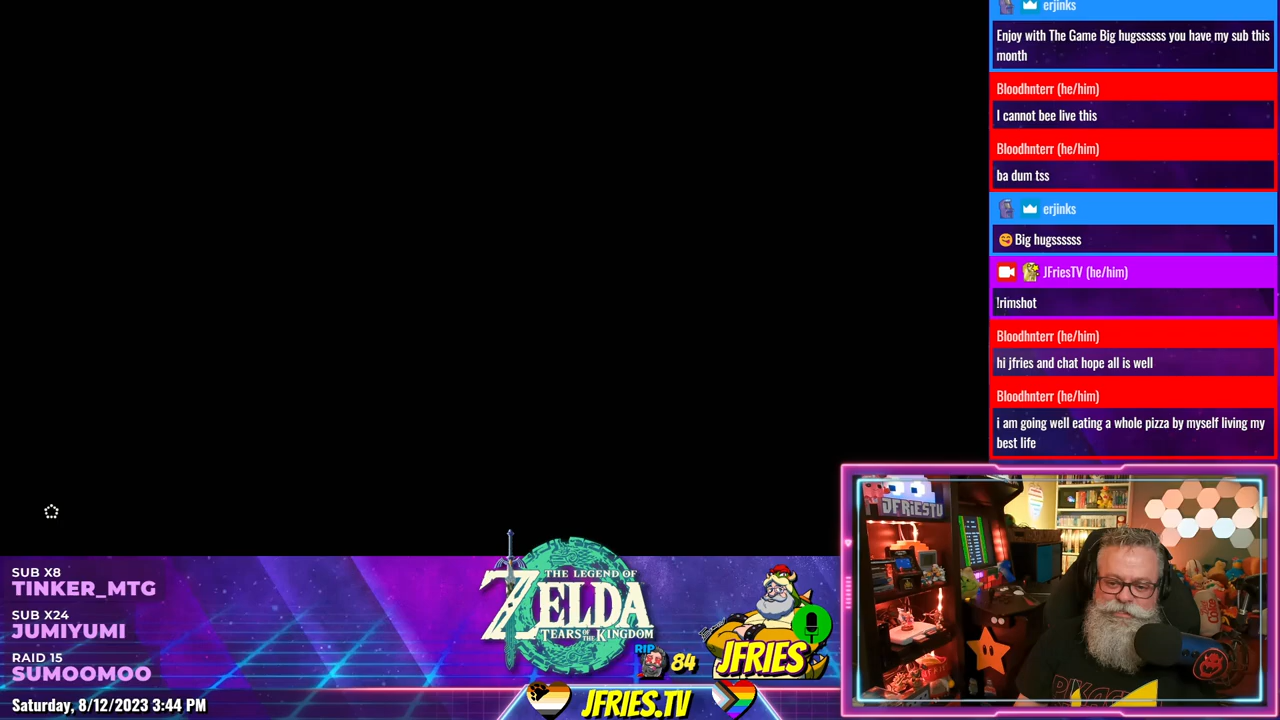 erjinks
Enjoy with The Game Big hugssssss you have my sub this
month
Bloodhnterr (he/him)
I cannot bee live this
Bloodhnterr (he/him)
ba dum tss
erjinks
Big hugssssss
JFriesTV (he/him)
!rimshot
Bloodhnterr (he/him)
hi jfries and chat hope all is well
Bloodhnterr (he/him)
i am going well eating a whole pizza by myself living my
best life
JFRIESTV
SUB X8
TINKER_MTG
SUB X24
JUMIYUMI
RAID 15
SUMOOMOO
Saturday, 8/12/2023 3:44 PM
THE LEGEND OF
ZELDA
TEARS OF THE KINGDOM
RIP
84
JFRIES
JFRIES.TV